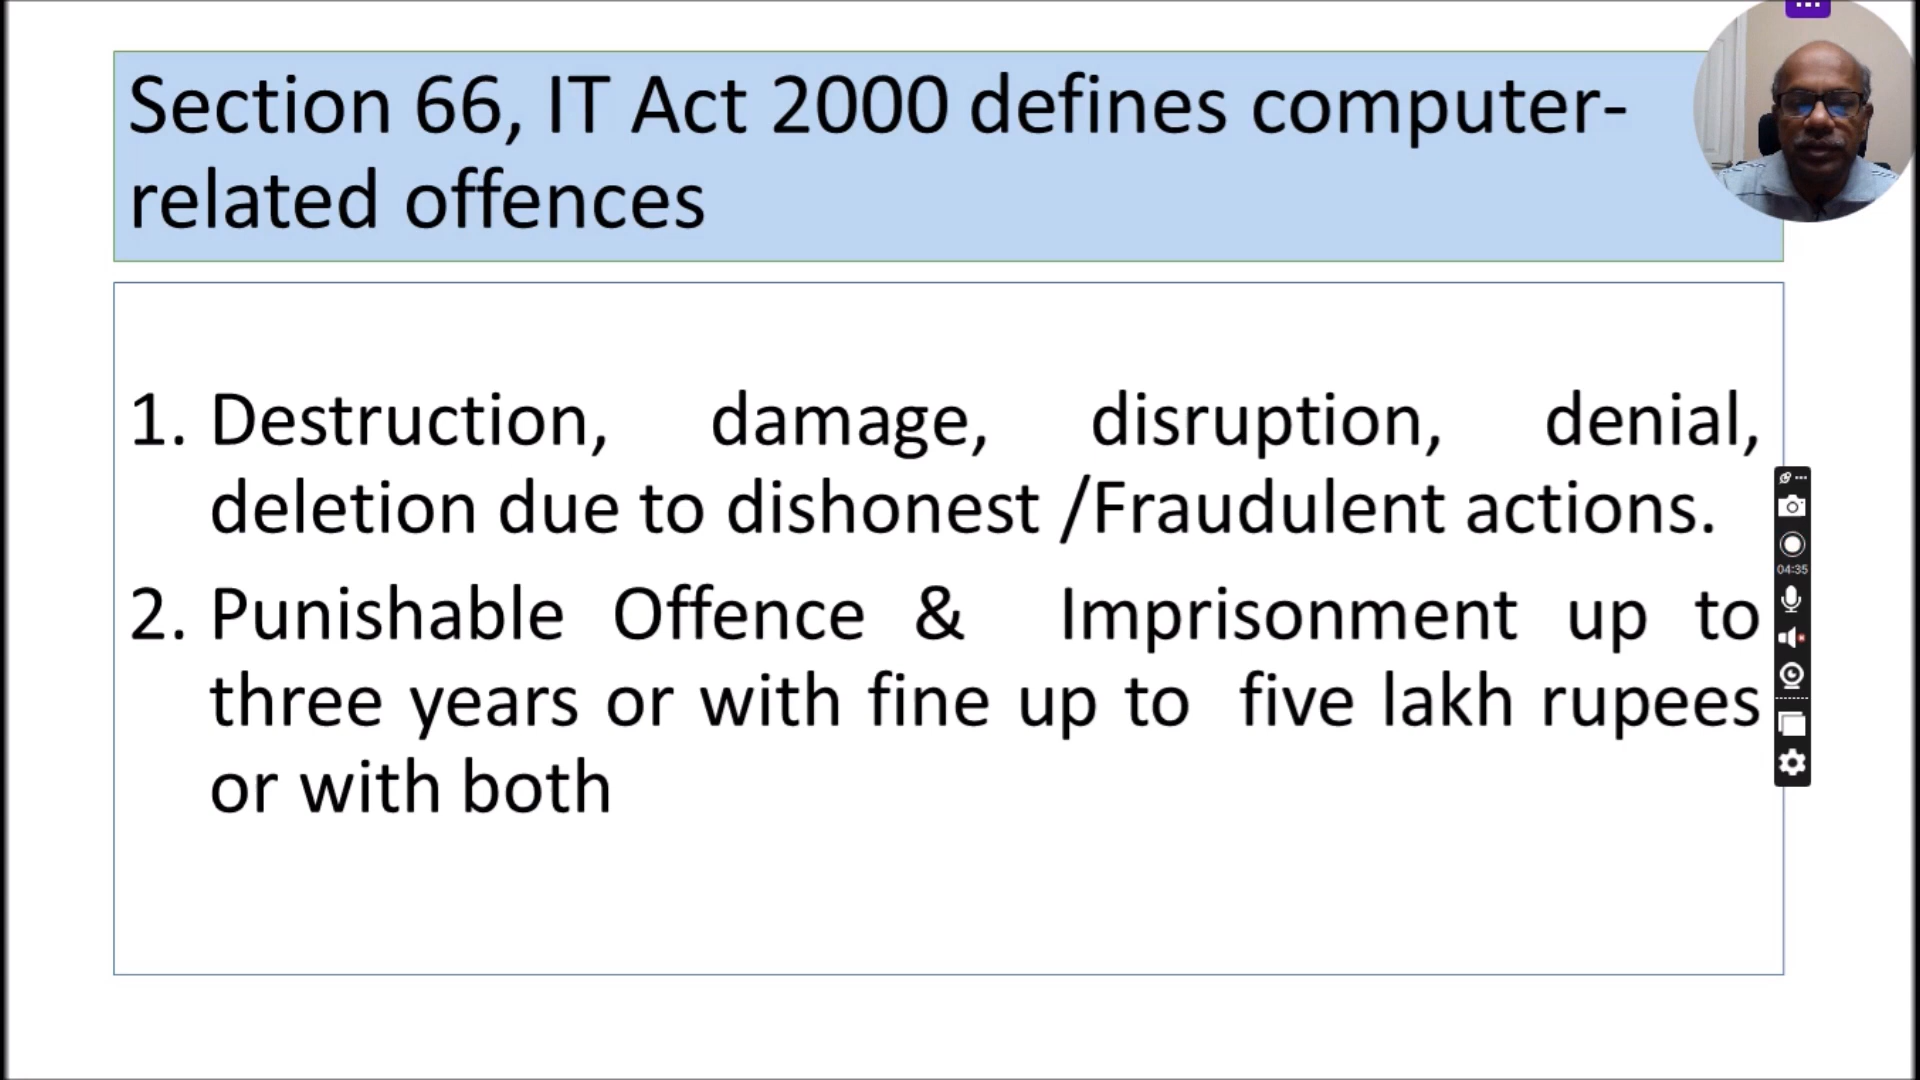 Section 66, IT Act 2000 defines computer-
related offences
1. Destruction, damage, disruption, denial,
deletion due to dishonest /Fraudulent actions.
2. Punishable Offence & Imprisonment up to
three years or with fine up to five lakh rupees
or with both
04:35